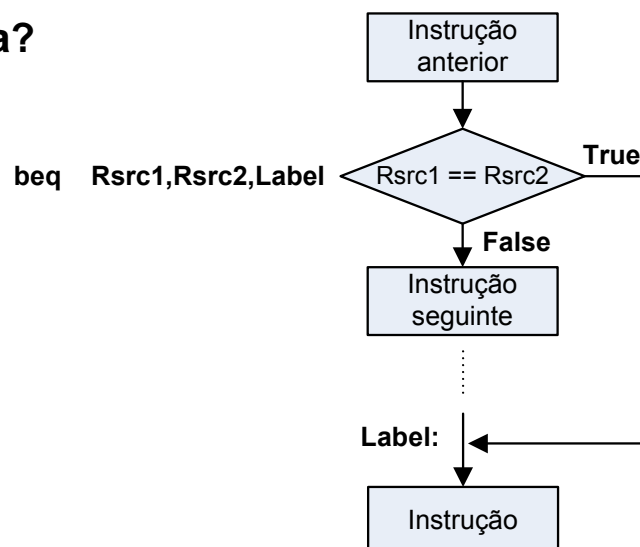 a?
Instrução
anterior
beq Rsrc1,Rsrc2,Label
Rsrc1 == Rsrc2
True
False
Instrução
seguinte
Label:
Instrução